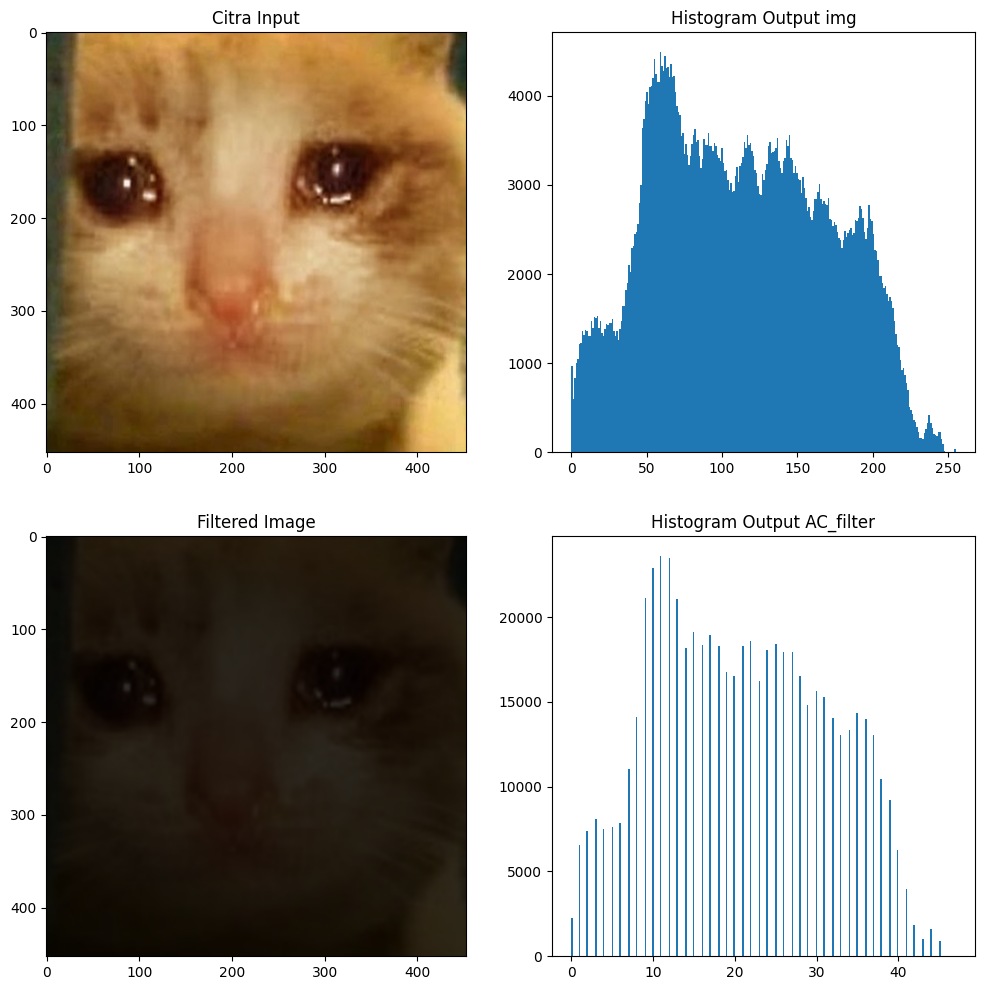 Citra Input
0
100
200
300
400
0 100 200 300 400
Histogram Output img
4000
3000
2000
1000
0
0 50 100 150 200 250
Filtered Image
0
100
200
300
400
0 100 200 300 400
Histogram Output AC_filter
20000
15000
10000
5000
0
0 10 20 30 40